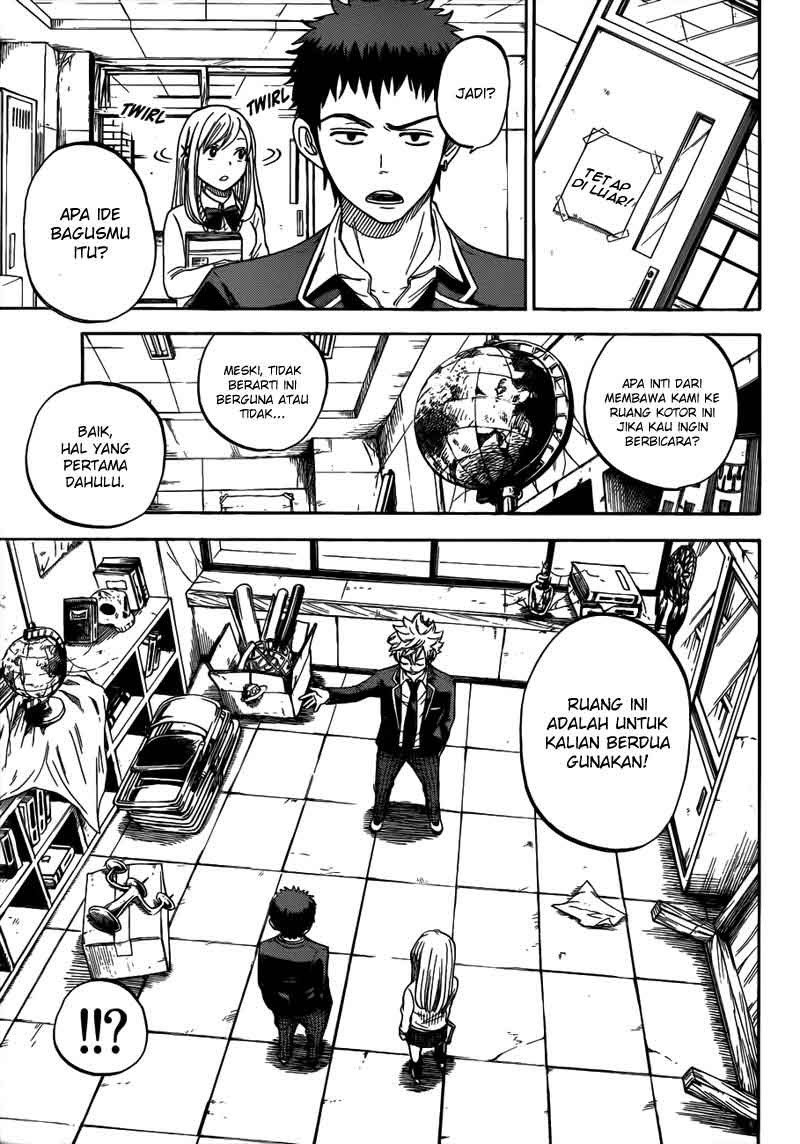 TETAP
DI LUAR!
JADI?
TWIRL
TWIRL
APA IDE
BAGUSMU
ITU?
APA INTI DARI
MEMBAWA KAMI KE
RUANG KOTOR INI
JIKA KAU INGIN
BERBICARA?
MESKI, TIDAK
BERARTI INI
BERGUNA ATAU
TIDAK...
BAIK,
HAL YANG
PERTAMA
DAHULU.
RUANG INI
ADALAH UNTUK
KALIAN BERDUA
GUNAKAN!
!!?